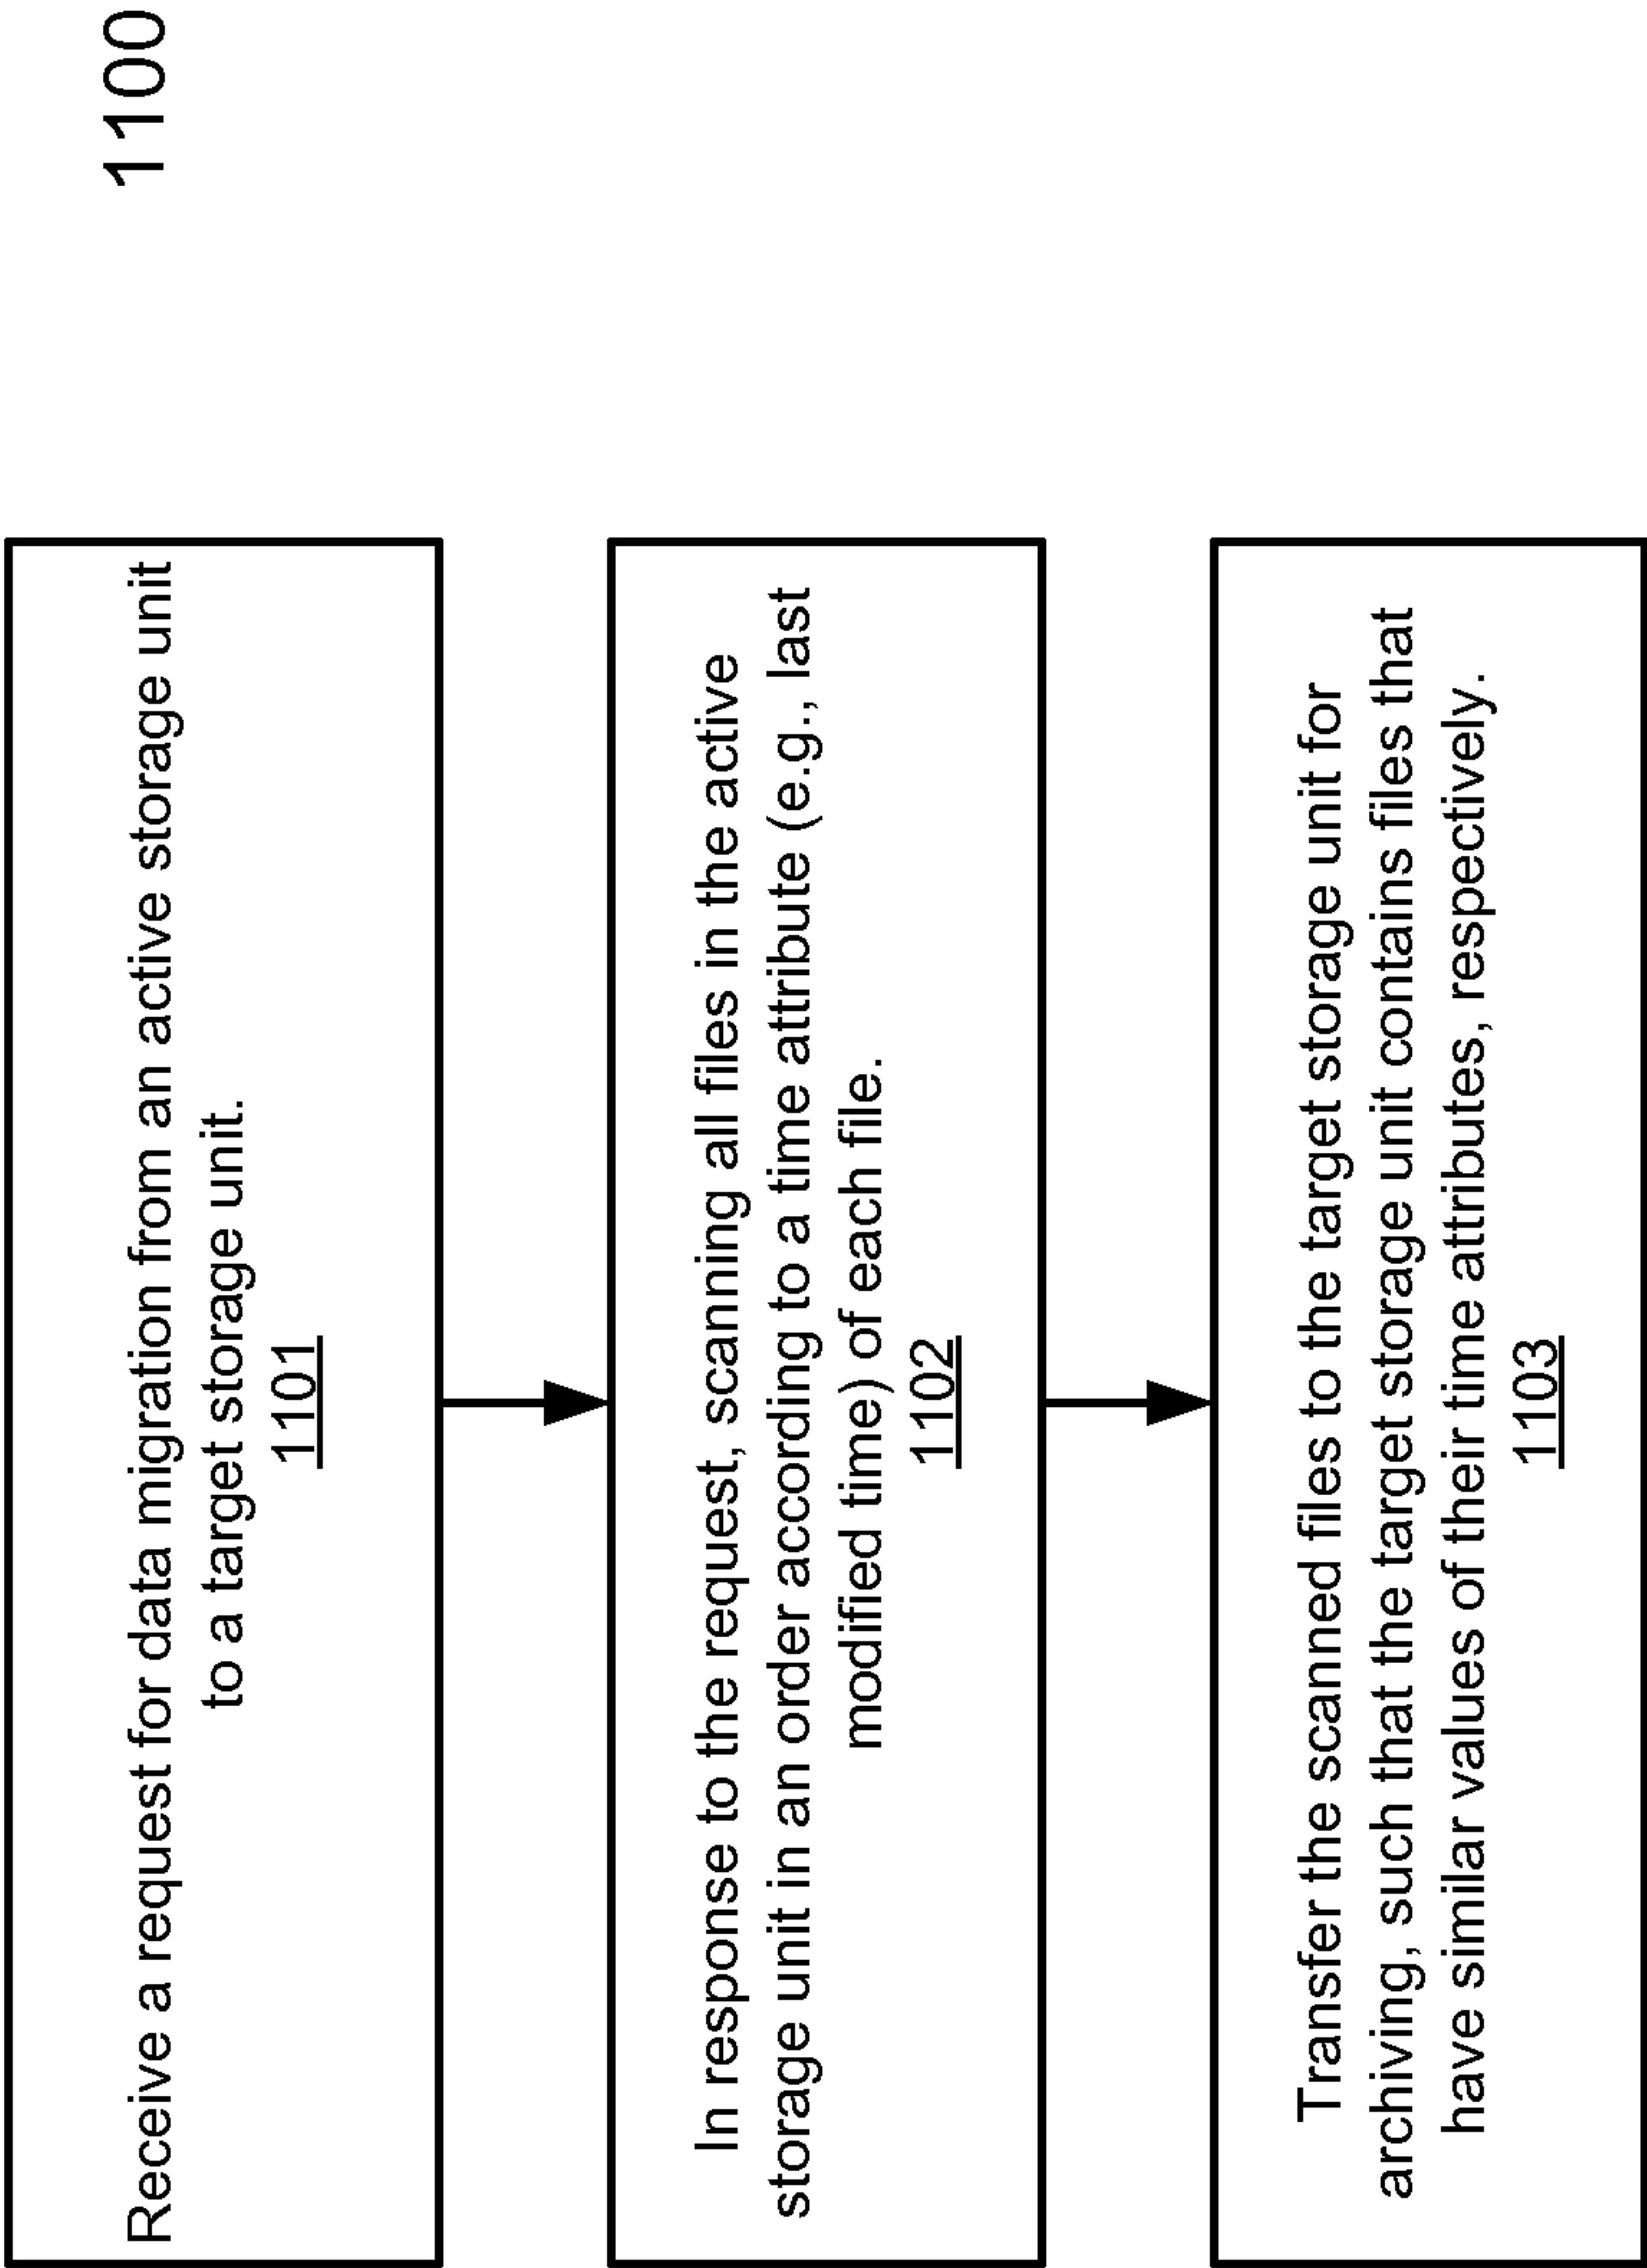 1100
Receive a request for data migration from an active storage unit
to a target storage unit.
1101
In response to the request, scanning all files in the active
storage unit in an order according to a time attribute (e.g., last
modified time) of each file.
1102
Transfer the scanned files to the target storage unit for
archiving, such that the target storage unit contains files that
have similar values of their time attributes, respectively.
1103